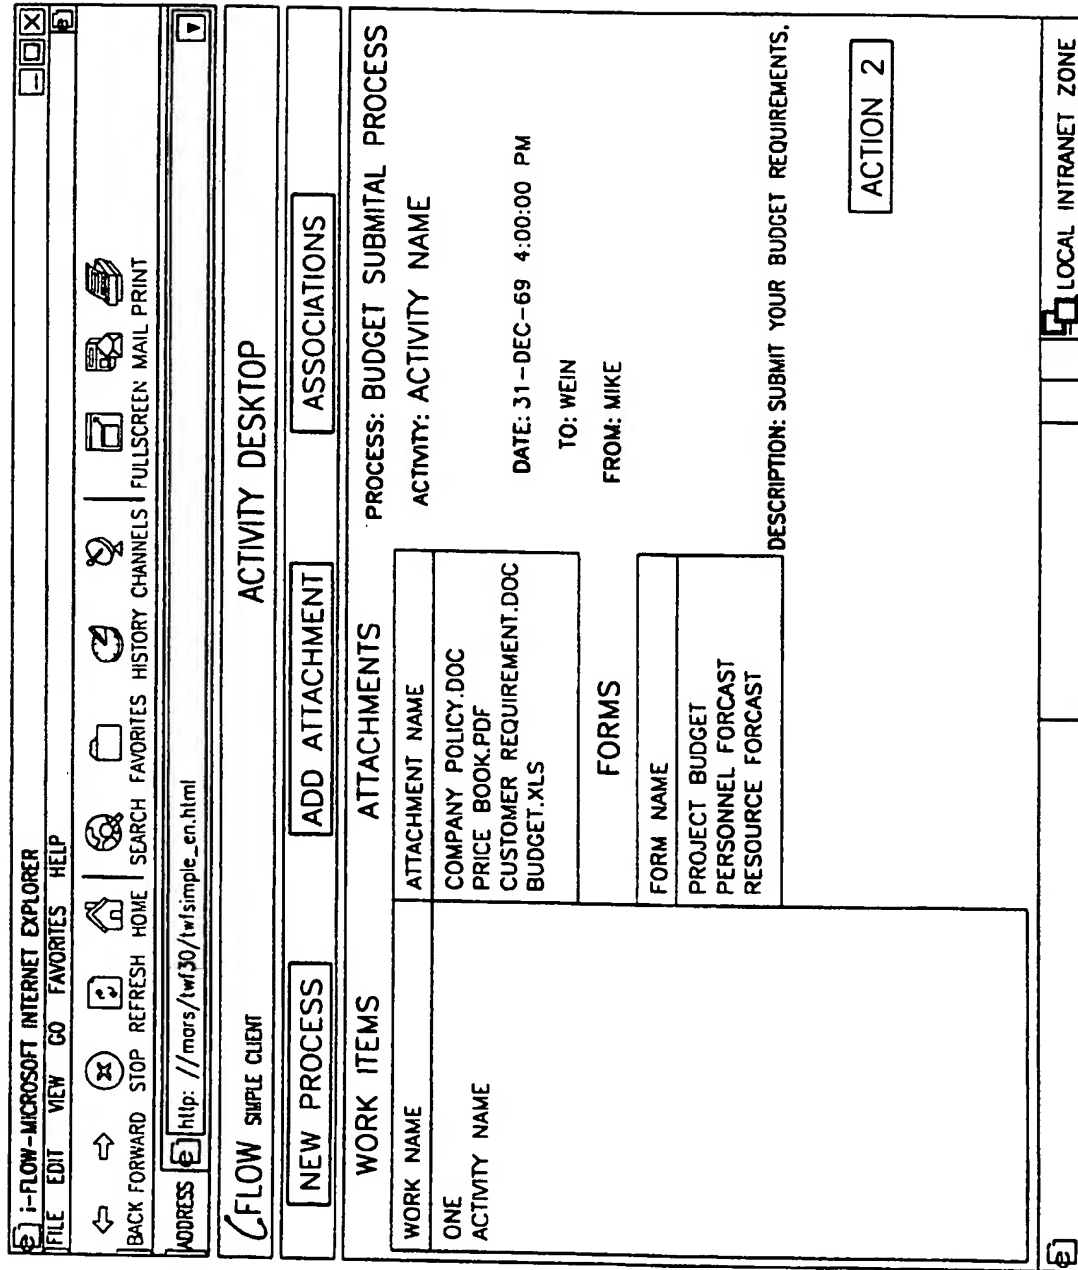 i-FLOW-MICROSOFT INTERNET EXPLORER
FILE EDIT VIEW GO FAVORITES HELP
BACK FORWARD STOP REFRESH HOME SEARCH FAVORITES HISTORY CHANNELS FULLSCREEN MAIL PRINT
ADDRESS http: //mars/twf30/twfsimple_en.html
FLOW SIMPLE CLIENT
ACTIVITY DESKTOP
NEW PROCESS
ADD ATTACHMENT
ASSOCIATIONS
WORK ITEMS
WORK NAME
ONE
ACTIVITY NAME
ATTACHMENTS
ATTACHMENT NAME
COMPANY POLICY.DOC
PRICE BOOK.PDF
CUSTOMER REQUIREMENT.DOC
BUDGET.XLS
FORMS
FORM NAME
PROJECT BUDGET
PERSONNEL FORCAST
RESOURCE FORCAST
PROCESS: BUDGET SUBMITAL PROCESS
ACTIVITY: ACTIVITY NAME
DATE: 31-DEC-69 4:00:00 PM
TO: WEIN
FROM: MIKE
DESCRIPTION: SUBMIT YOUR BUDGET REQUIREMENTS.
ACTION 2
LOCAL INTRANET ZONE